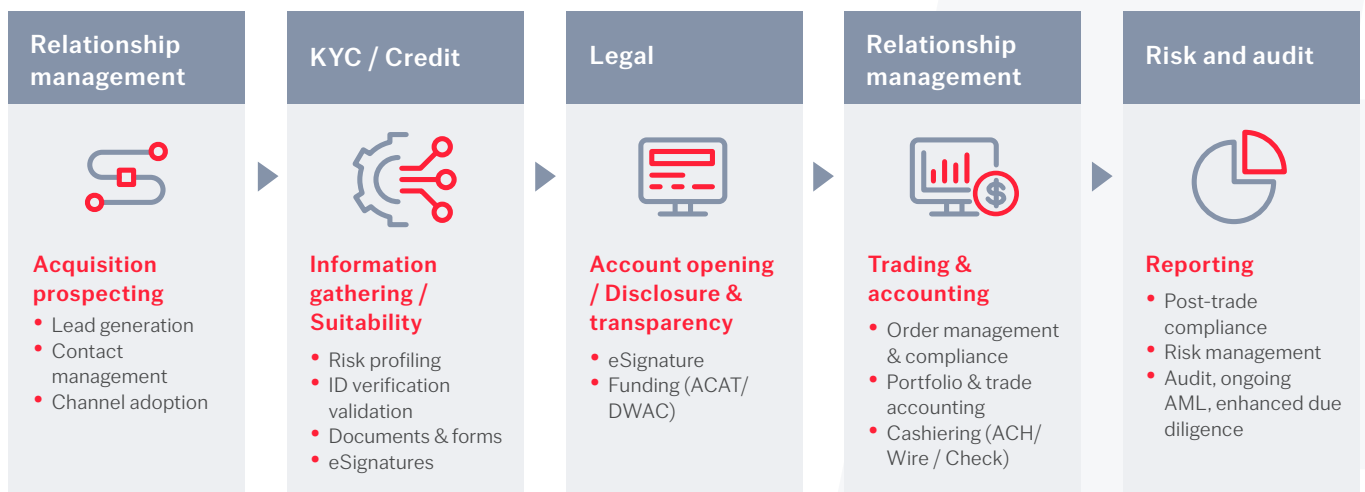 Relationship
management
Acquisition
prospecting
• Lead generation
• Contact
management
• Channel adoption
KYC / Credit
Information
gathering /
Suitability
• Risk profiling
• ID verification
validation
• Documents & forms
• eSignatures
Legal
Account opening
/ Disclosure &
transparency
• eSignature
• Funding (ACAT/
DWAC)
Relationship
management
$
Trading &
accounting
• Order management
& compliance
• Portfolio & trade
accounting
• Cashiering (ACH/
Wire / Check)
Risk and audit
Reporting
• Post-trade
compliance
• Risk management
• Audit, ongoing
AML, enhanced due
diligence